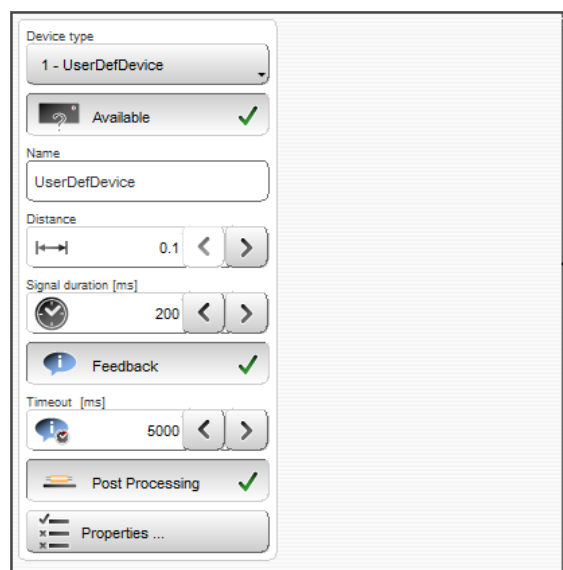 Device type
1 - UserDefDevice
Available
Name
UserDefDevice
Distance
0.1
Signal duration [ms]
200
Feedback
Timeout [ms]
5000
Post Processing
Properties ...